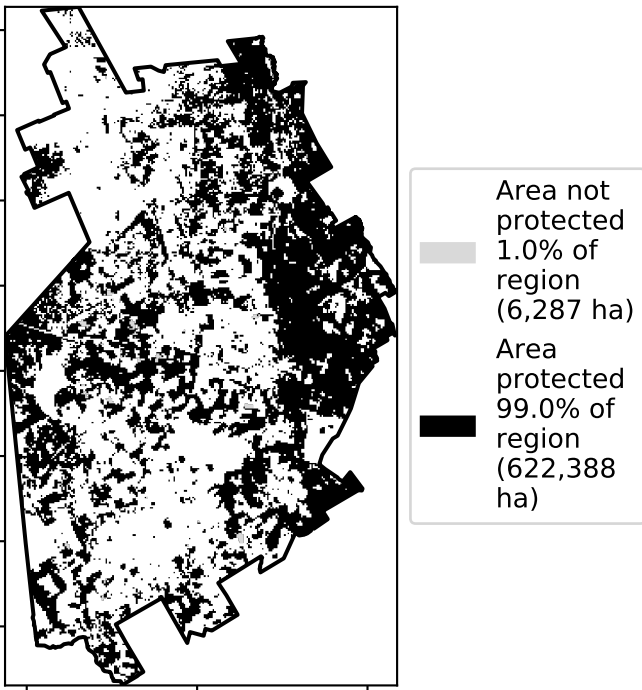 Area not
protected
1.0% of
region
(6,287 ha)
Area
protected
99.0% of
region
(622,388
ha)